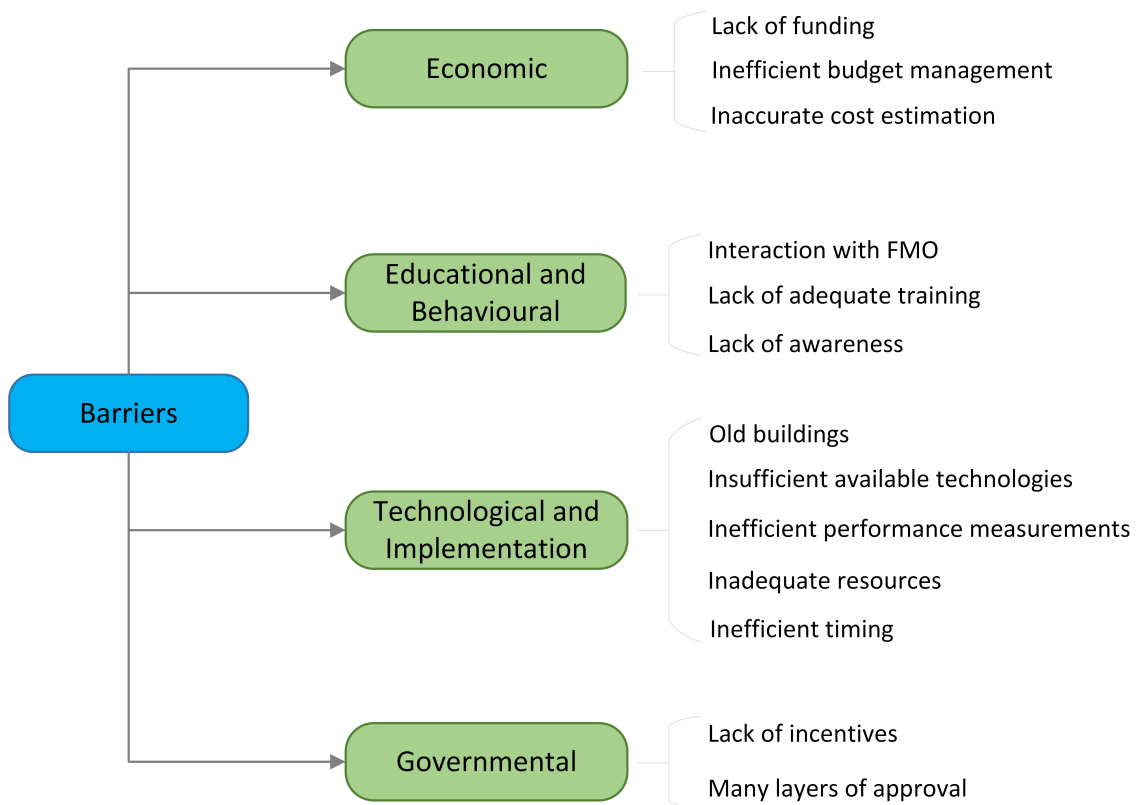 Economic
Lack of funding
Inefficient budget management
Inaccurate cost estimation
Educational and
Behavioural
Interaction with FMO
Lack of adequate training
Lack of awareness
Barriers
Technological and
Implementation
Old buildings
Insufficient available technologies
Inefficient performance measurements
Inadequate resources
Inefficient timing
Governmental
Lack of incentives
Many layers of approval